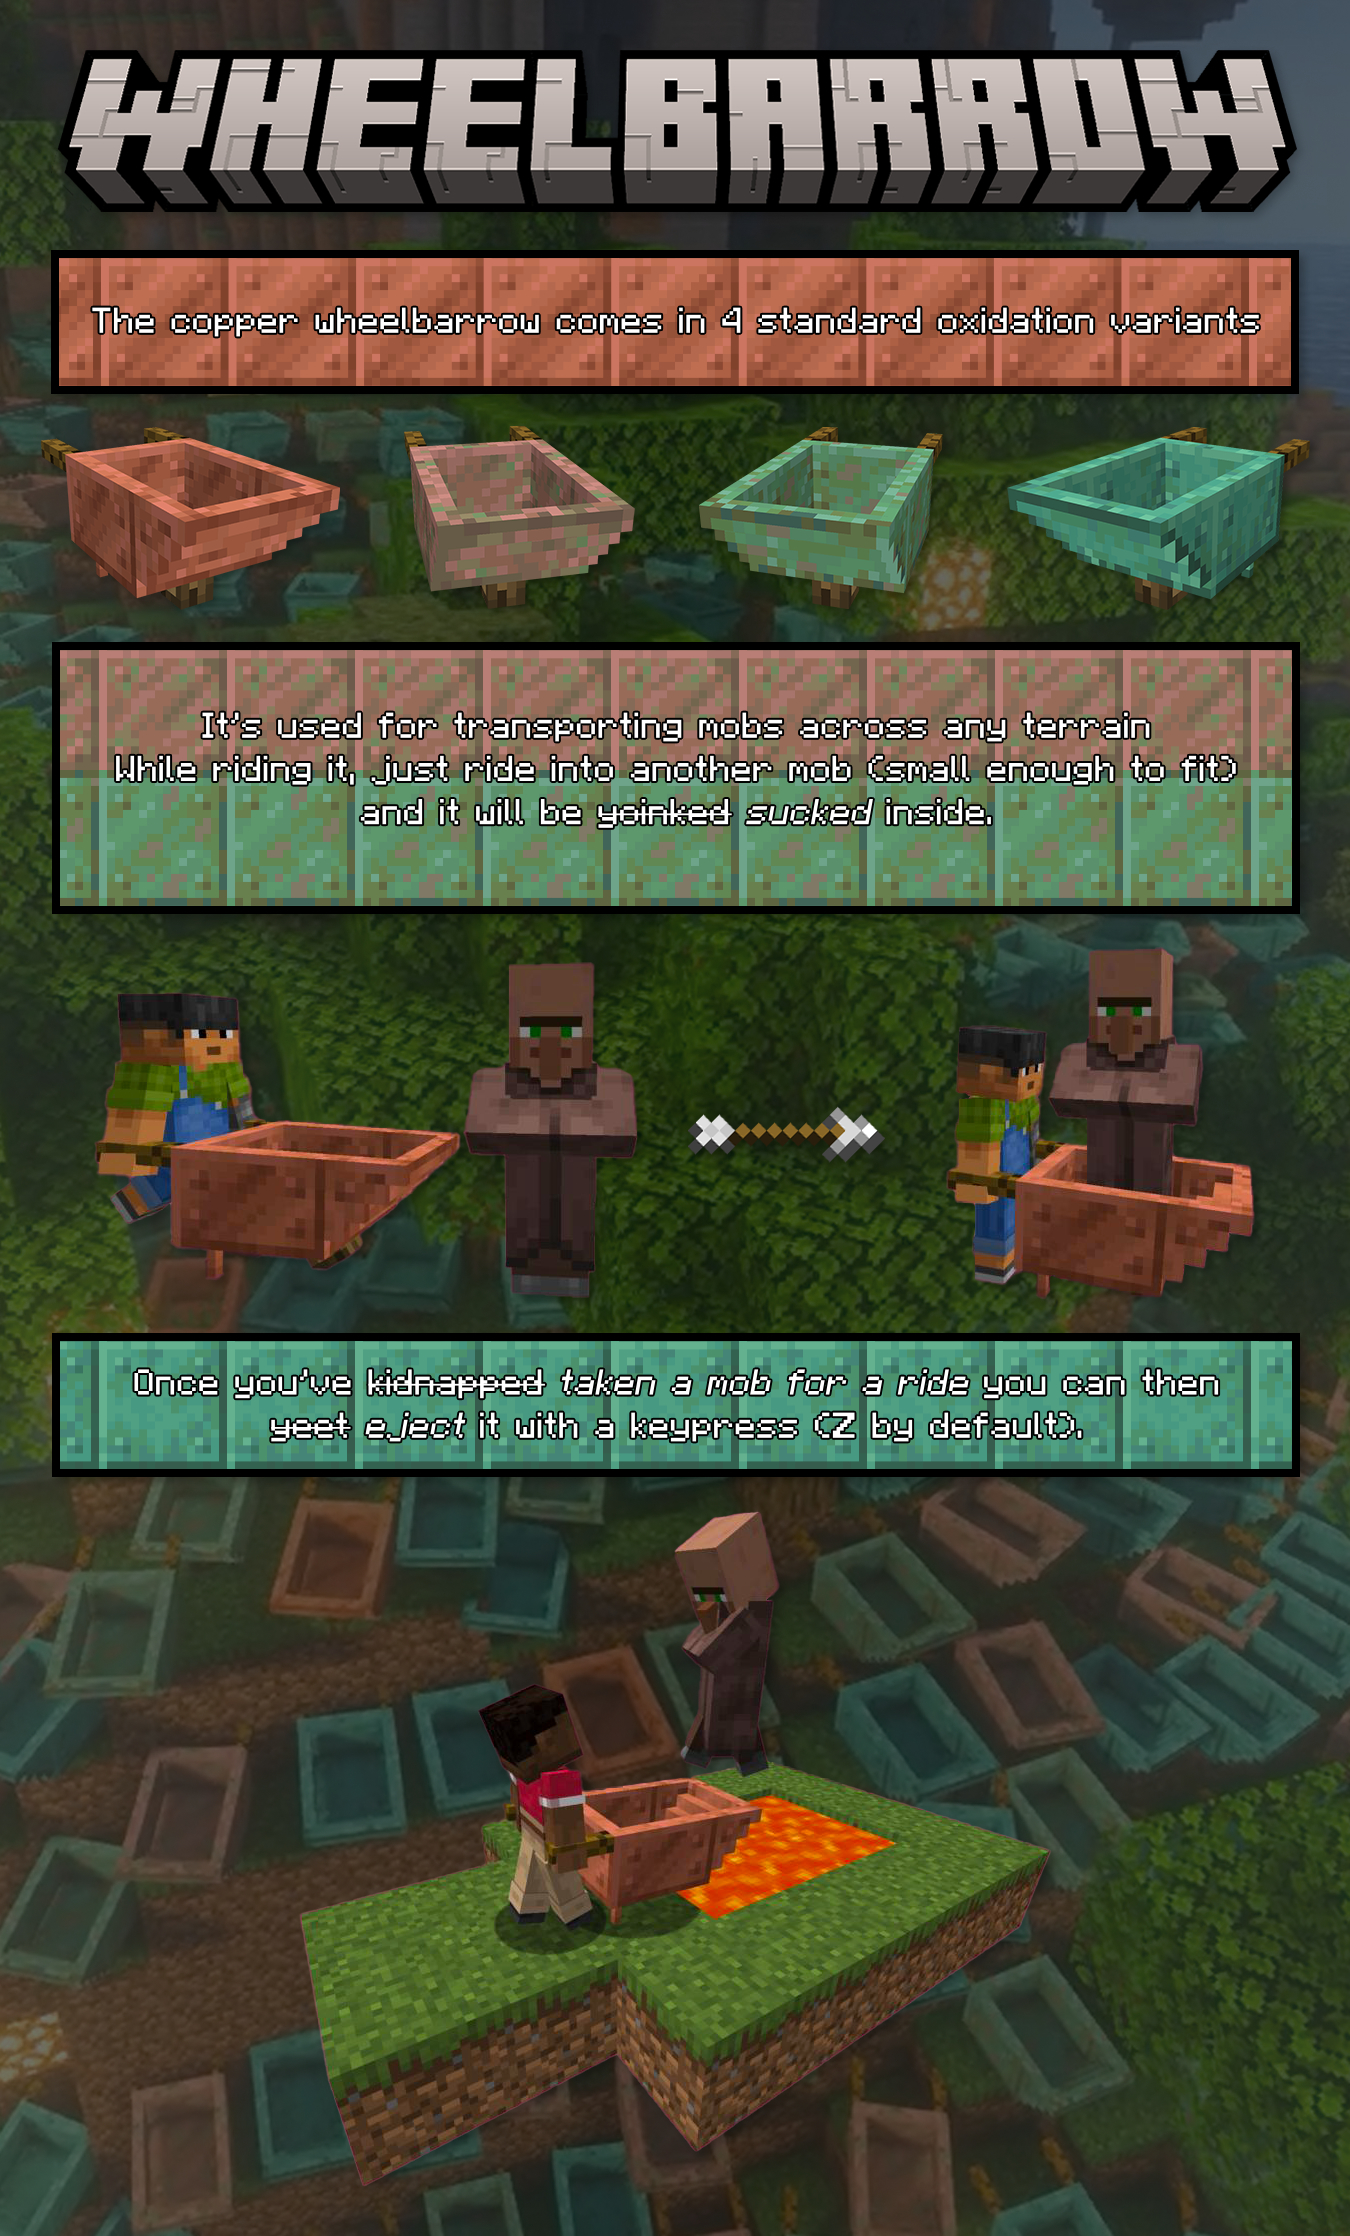 WHEELBARROW
The copper wheelbarrow comes in 4 standard oxidation variants
It's used for transporting mobs across any terrain
While riding it, just ride into another mob (small enough to fit)
and it will be yoinked sucked inside.
Once you've kidnapped taken a mob for a ride you can then
yeet eject it with a keypress (Z by default).